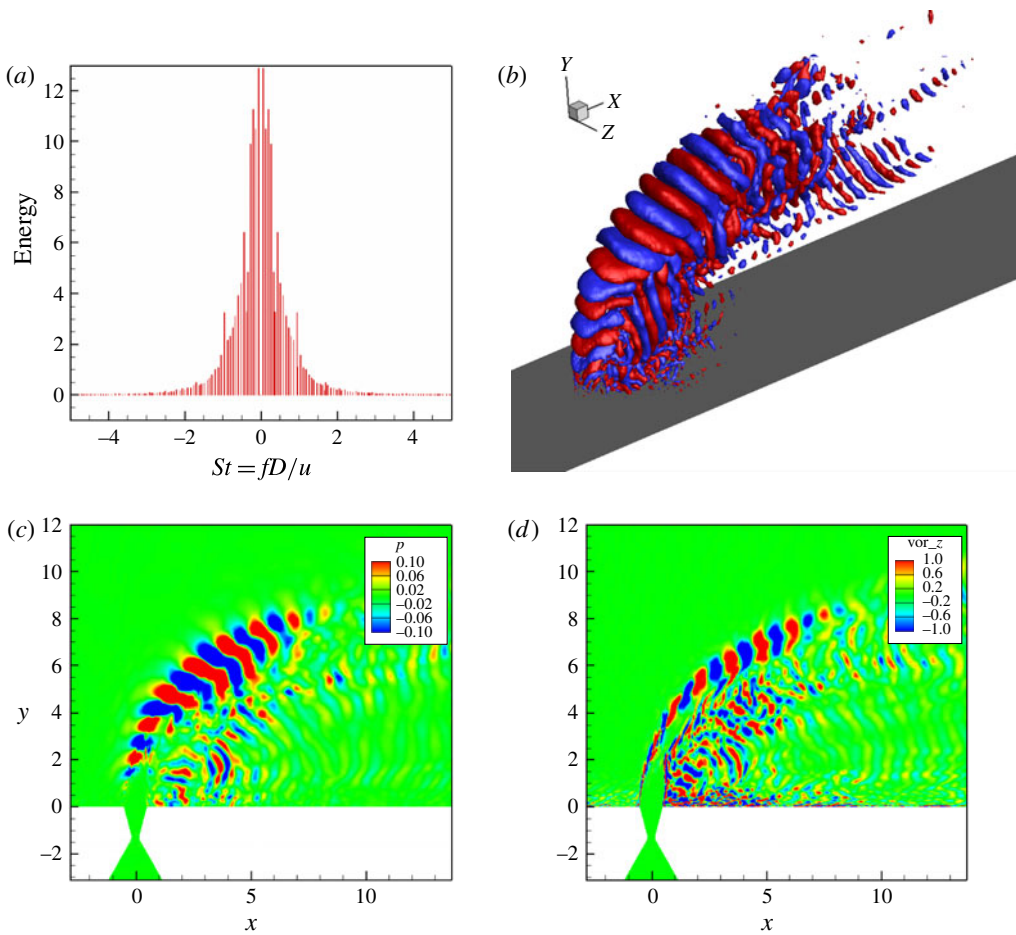 (a)
12
10
8
6
4
2
0
Energy
−4 −2 0 2 4
St = fD/u
(b)
Y
X
Z
(c)
12
10
8
6
4
2
0
−2
y
p
0.10
0.06
0.02
−0.02
−0.06
−0.10
0 5 10
x
(d)
12
10
8
6
4
2
0
−2
vor_z
1.0
0.6
0.2
−0.2
−0.6
−1.0
0 5 10
x